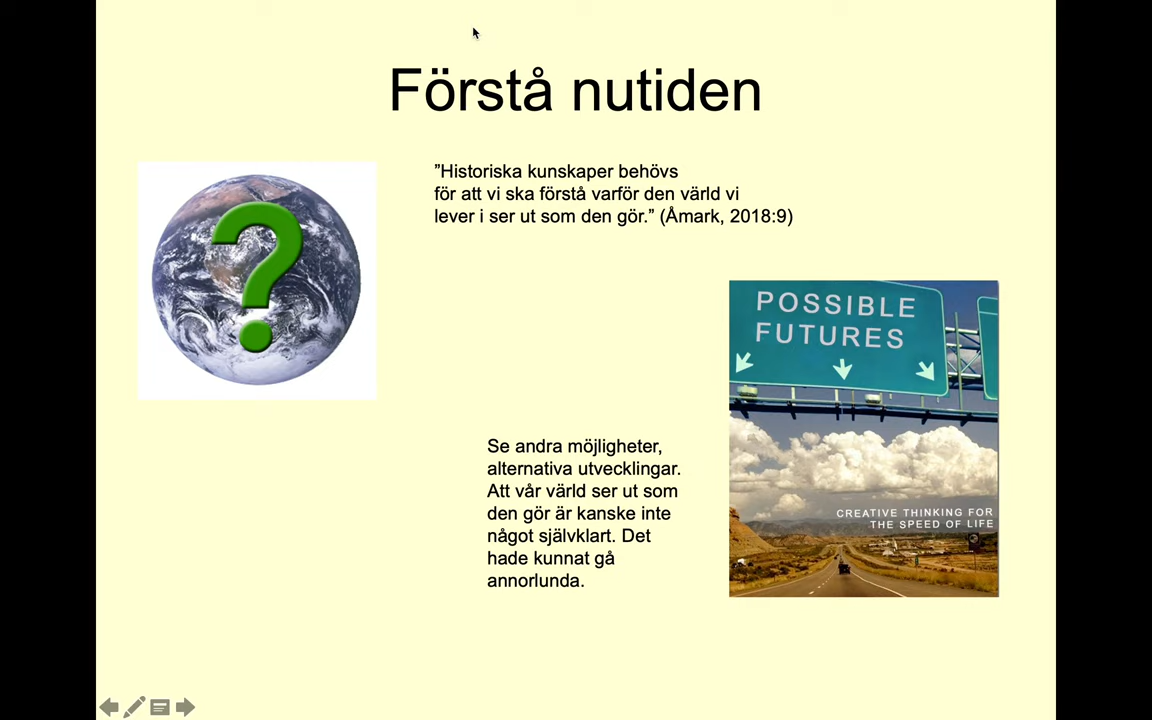 Förstå nutiden
”Historiska kunskaper behövs
för att vi ska förstå varför den värld vi
lever i ser ut som den gör.” (Åmark, 2018:9)
POSSIBLE
FUTURES
CREATIVE THINKING FOR
THE SPEED OF LIFE
Se andra möjligheter,
alternativa utvecklingar.
Att vår värld ser ut som
den gör är kanske inte
något självklart. Det
hade kunnat gå
annorlunda.
?